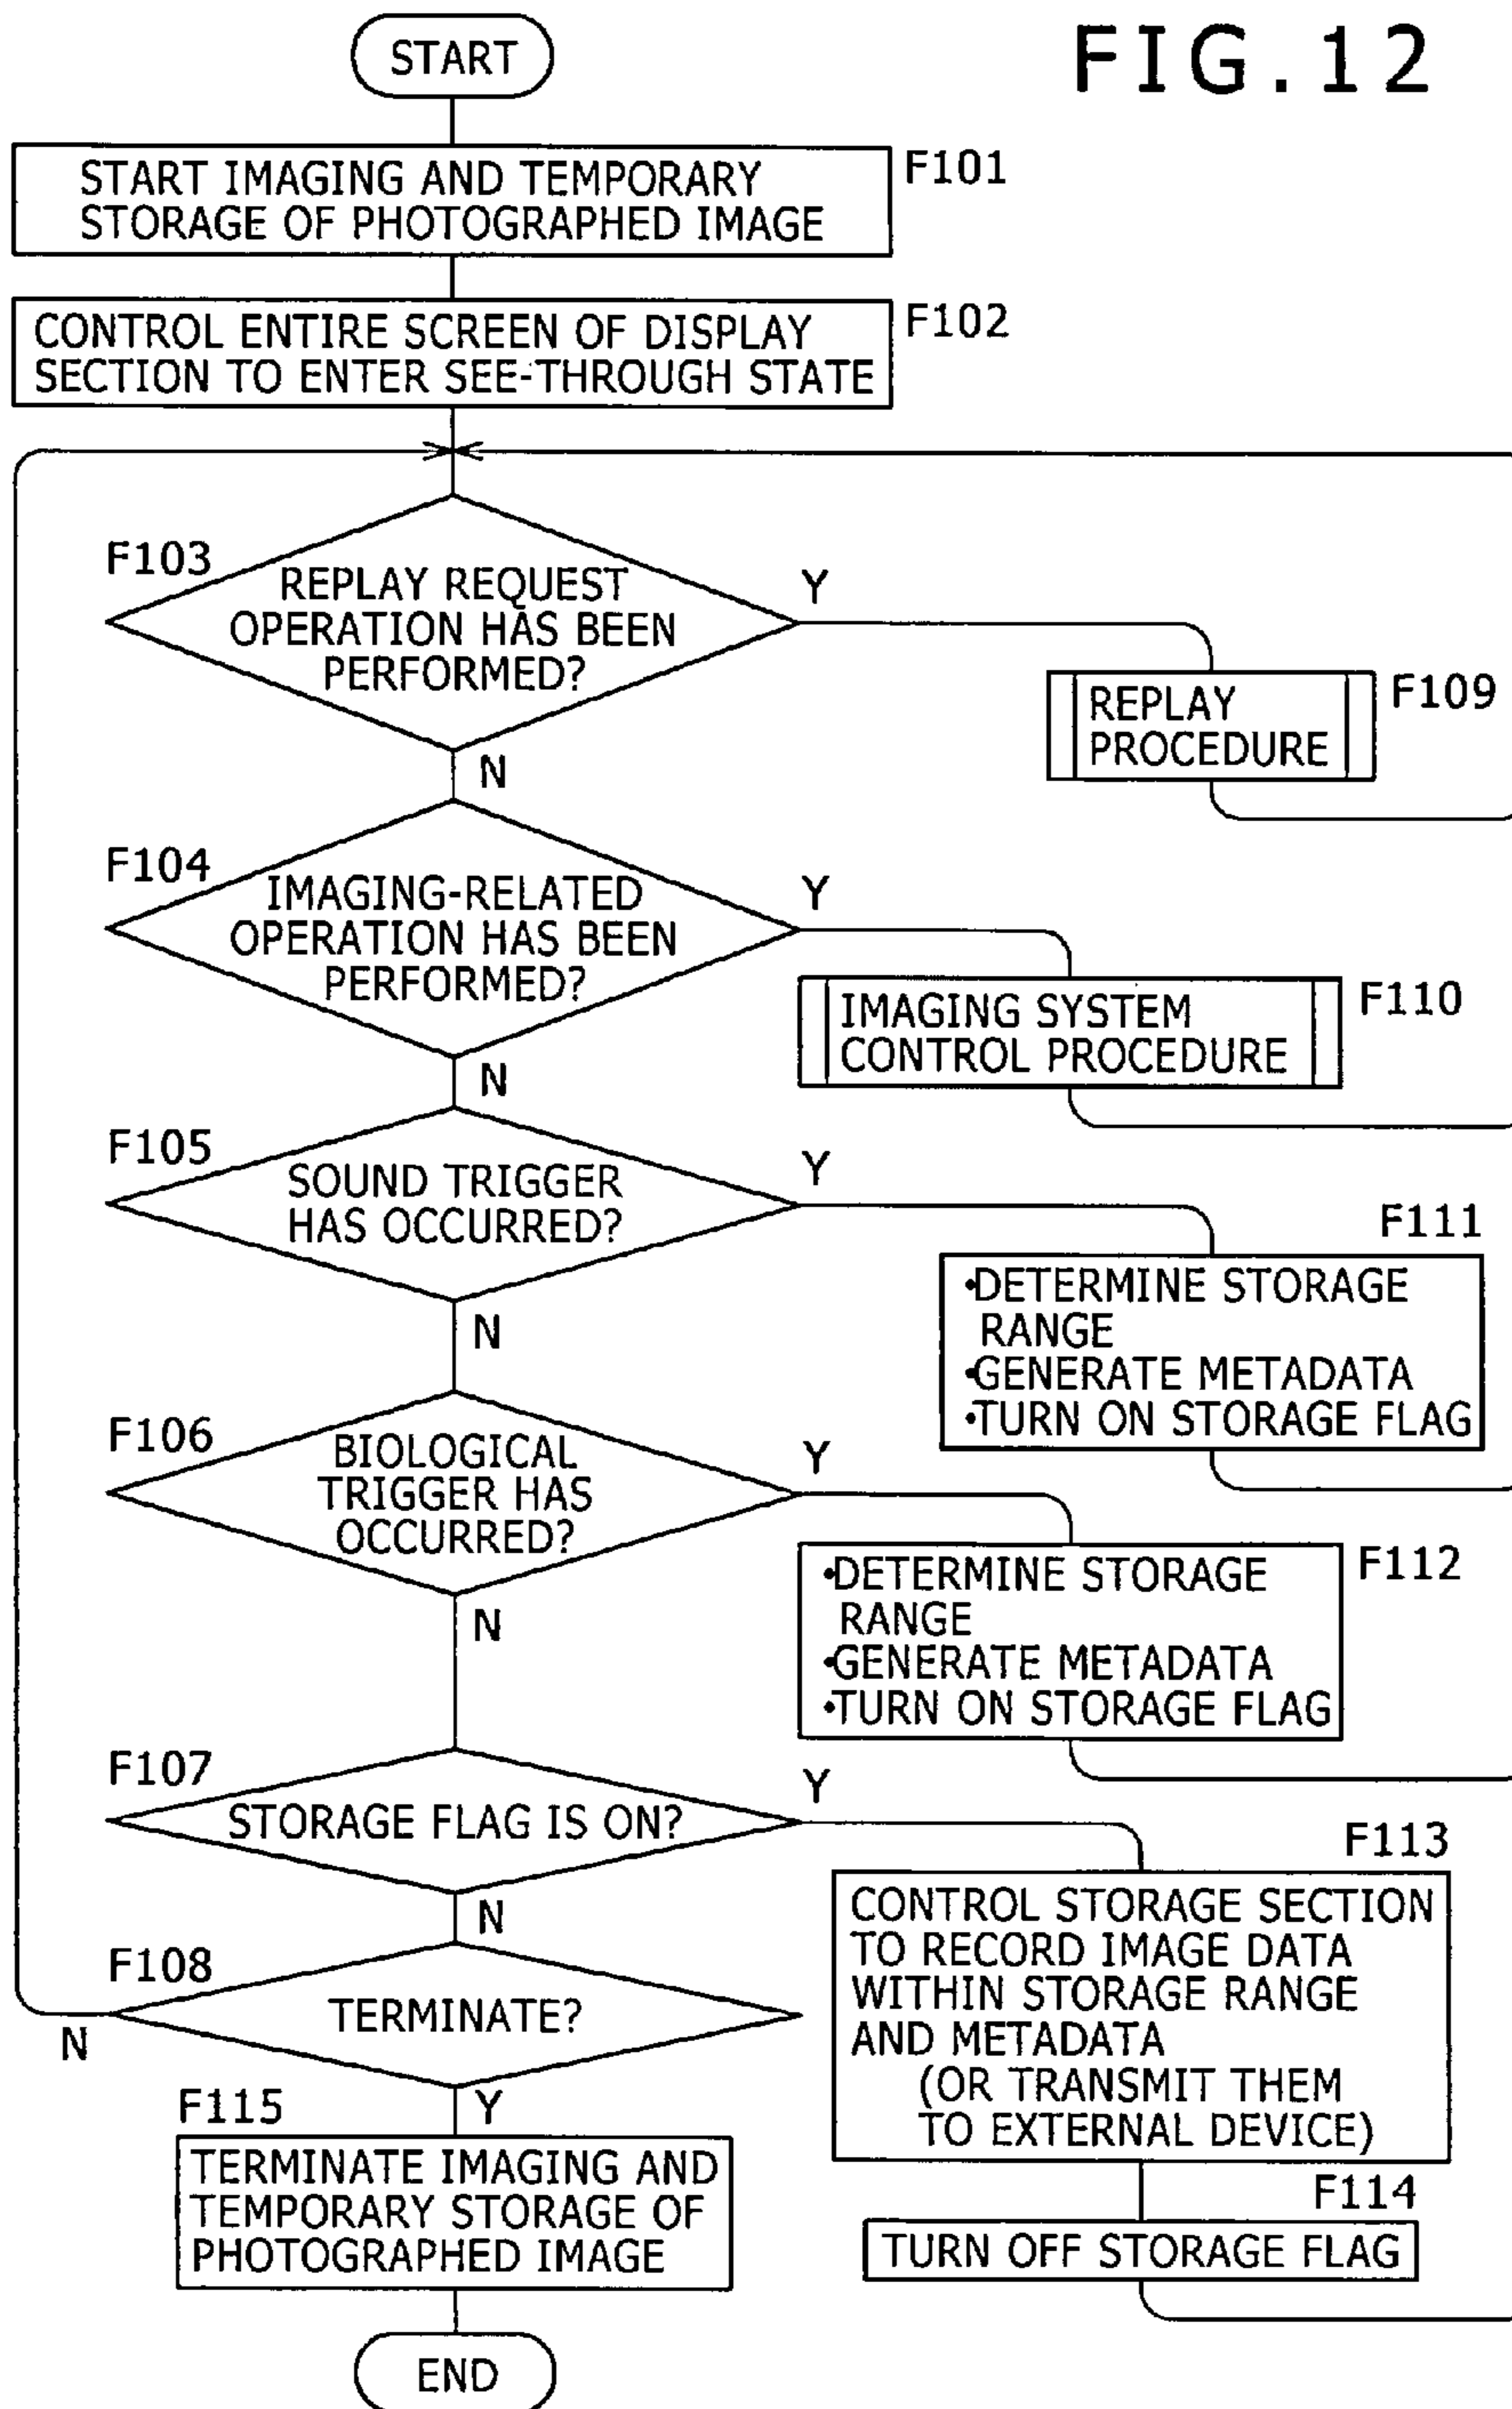 FIG.12
START
START IMAGING AND TEMPORARY
STORAGE OF PHOTOGRAPHED IMAGE
F101
CONTROL ENTIRE SCREEN OF DISPLAY
SECTION TO ENTER SEE-THROUGH STATE
F102
F103
REPLAY REQUEST
OPERATION HAS BEEN
PERFORMED?
Y
N
REPLAY
PROCEDURE
F109
F104
IMAGING-RELATED
OPERATION HAS BEEN
PERFORMED?
Y
N
IMAGING SYSTEM
CONTROL PROCEDURE
F110
F105
SOUND TRIGGER
HAS OCCURRED?
Y
N
F111
•DETERMINE STORAGE
RANGE
•GENERATE METADATA
•TURN ON STORAGE FLAG
F106
BIOLOGICAL
TRIGGER HAS
OCCURRED?
Y
N
F112
•DETERMINE STORAGE
RANGE
•GENERATE METADATA
•TURN ON STORAGE FLAG
F107
STORAGE FLAG IS ON?
Y
N
F113
CONTROL STORAGE SECTION
TO RECORD IMAGE DATA
WITHIN STORAGE RANGE
AND METADATA
(OR TRANSMIT THEM
TO EXTERNAL DEVICE)
F114
TURN OFF STORAGE FLAG
F108
TERMINATE?
N
Y
F115
TERMINATE IMAGING AND
TEMPORARY STORAGE OF
PHOTOGRAPHED IMAGE
END